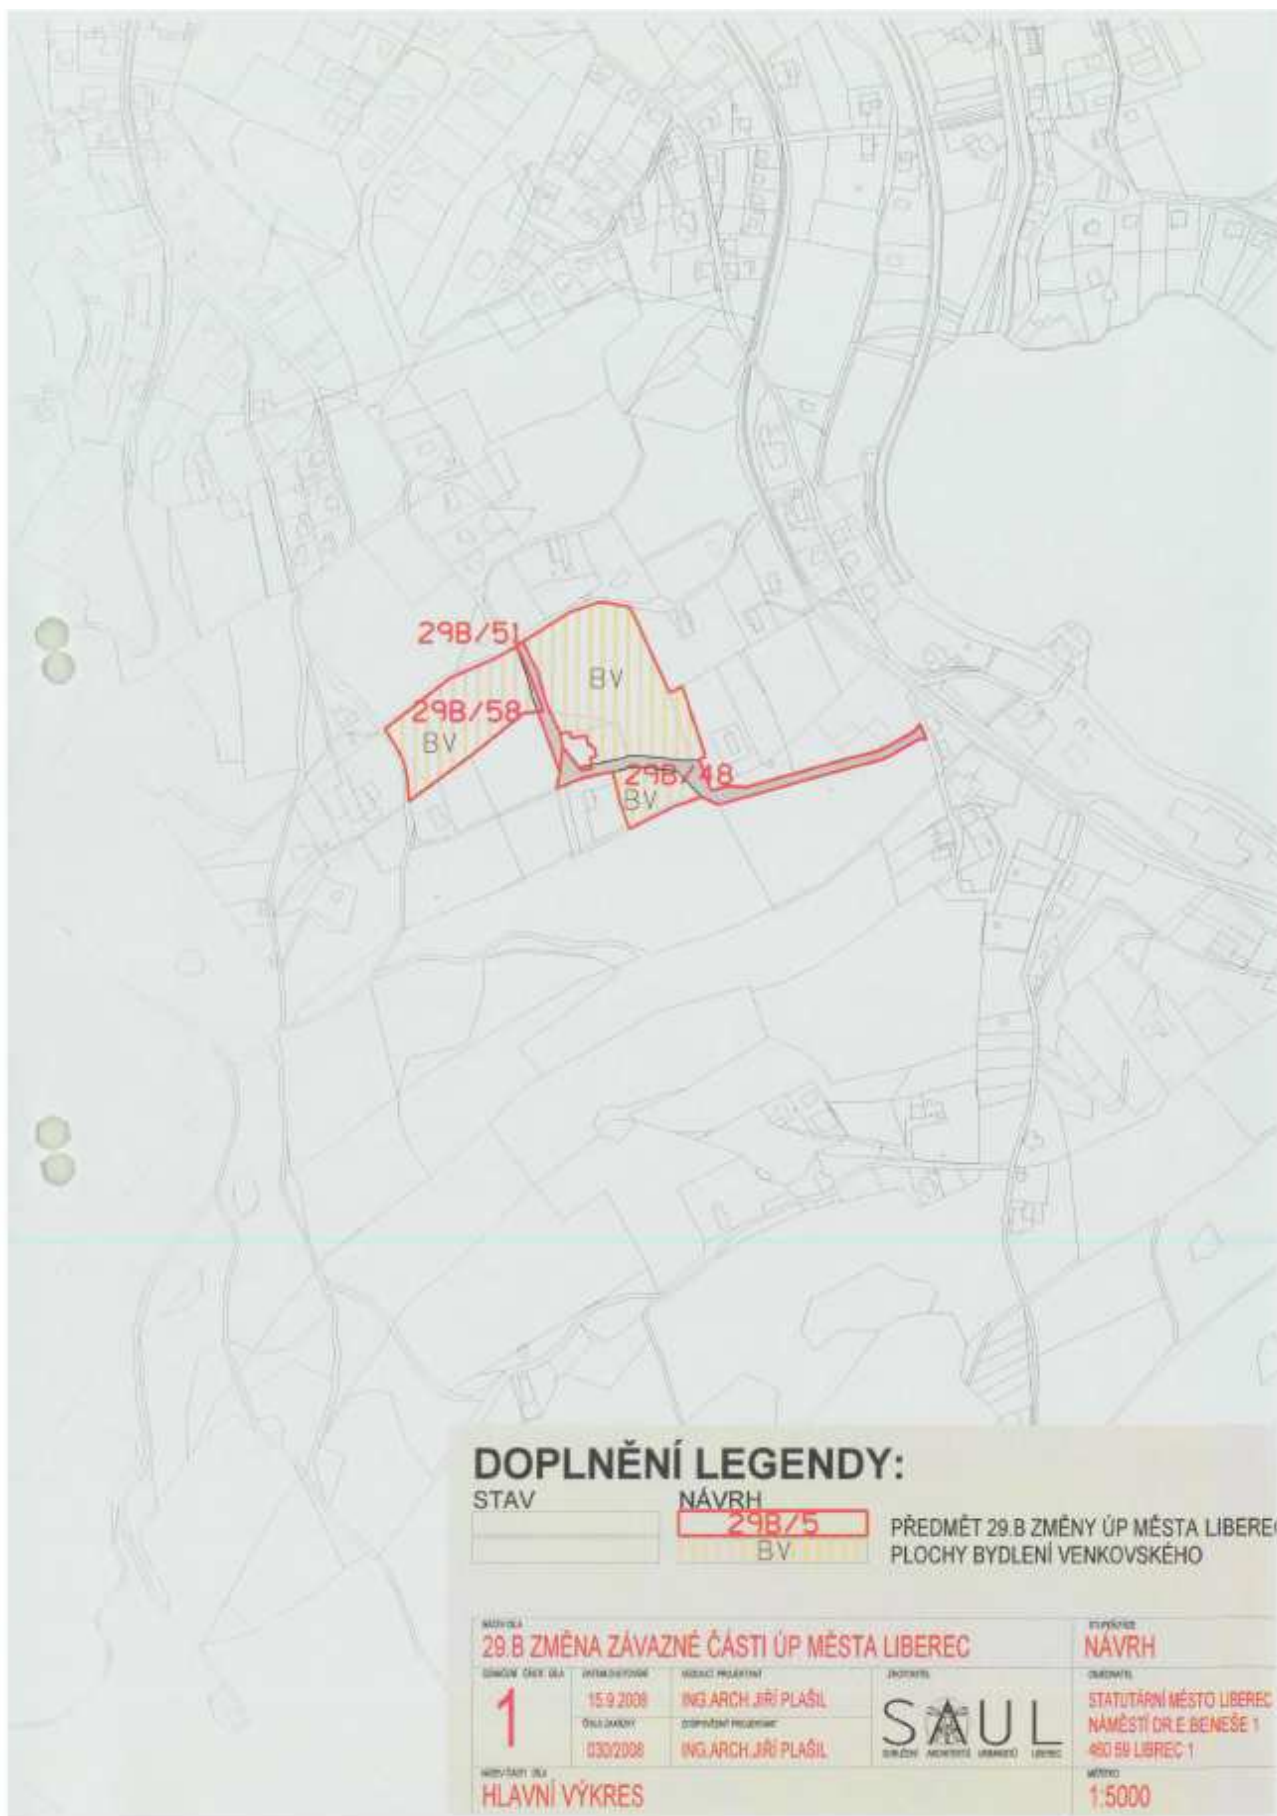 29B/51
BV
29B/58
BV
29B/48
BV
DOPLNĚNÍ LEGENDY:
STAV NÁVRH
29B/5 PŘEDMĚT 29.B ZMĚNY ÚP MĚSTA LIBEREC
BV PLOCHY BYDLENÍ VENKOVSKÉHO
29.B ZMĚNA ZÁVAZNÉ ČÁSTI ÚP MĚSTA LIBEREC
NÁVRH
1
15.9.2008
ING.ARCH.JIŘÍ PLAŠIL
030/2008
ING.ARCH.JIŘÍ PLAŠIL
SAUL
STATUTÁRNÍ MĚSTO LIBEREC
NÁMĚSTÍ DR.E.BENEŠE 1
460 59 LIBREC 1
HLAVNÍ VÝKRES
1:5000